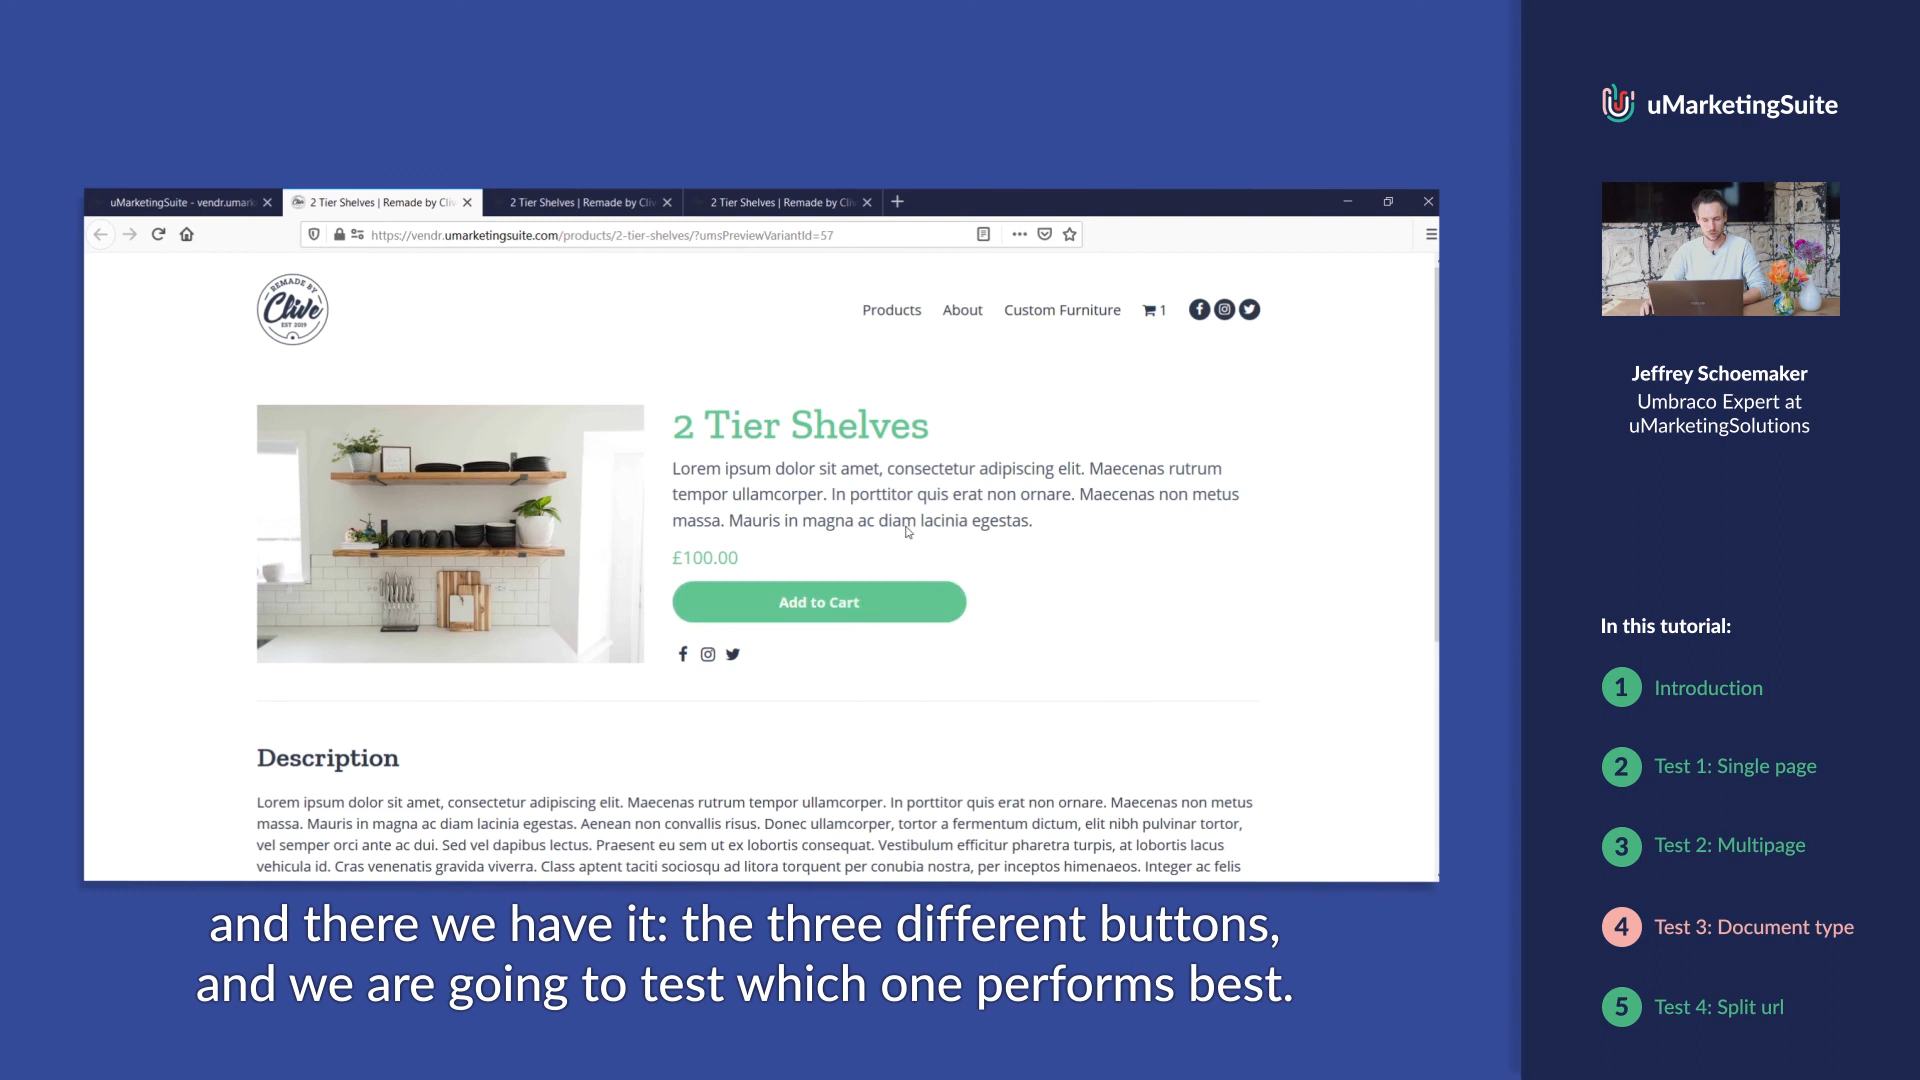 uMarketingSuite
uMarketingSuite - vendr.umark
2 Tier Shelves | Remade by Cliv
2 Tier Shelves | Remade by Cliv
2 Tier Shelves | Remade by Cliv
https://vendr.umarketingsuite.com/products/2-tier-shelves/?umsPreviewVariantId=57
REMADE BY
Clive
EST 2019
Products
About
Custom Furniture
1
2 Tier Shelves
Lorem ipsum dolor sit amet, consectetur adipiscing elit. Maecenas rutrum
tempor ullamcorper. In porttitor quis erat non ornare. Maecenas non metus
massa. Mauris in magna ac diam lacinia egestas.
£100.00
Add to Cart
Description
Lorem ipsum dolor sit amet, consectetur adipiscing elit. Maecenas rutrum tempor ullamcorper. In porttitor quis erat non ornare. Maecenas non metus
massa. Mauris in magna ac diam lacinia egestas. Aenean non convallis risus. Donec ullamcorper, tortor a fermentum dictum, elit nibh pulvinar tortor,
vel semper orci ante ac dui. Sed vel dapibus lectus. Praesent eu sem ut ex lobortis consequat. Vestibulum efficitur pharetra turpis, at lobortis lacus
vehicula id. Cras venenatis gravida viverra. Class aptent taciti sociosqu ad litora torquent per conubia nostra, per inceptos himenaeos. Integer ac felis
and there we have it: the three different buttons,
and we are going to test which one performs best.
Jeffrey Schoemaker
Umbraco Expert at
uMarketingSolutions
In this tutorial:
1 Introduction
2 Test 1: Single page
3 Test 2: Multipage
4 Test 3: Document type
5 Test 4: Split url